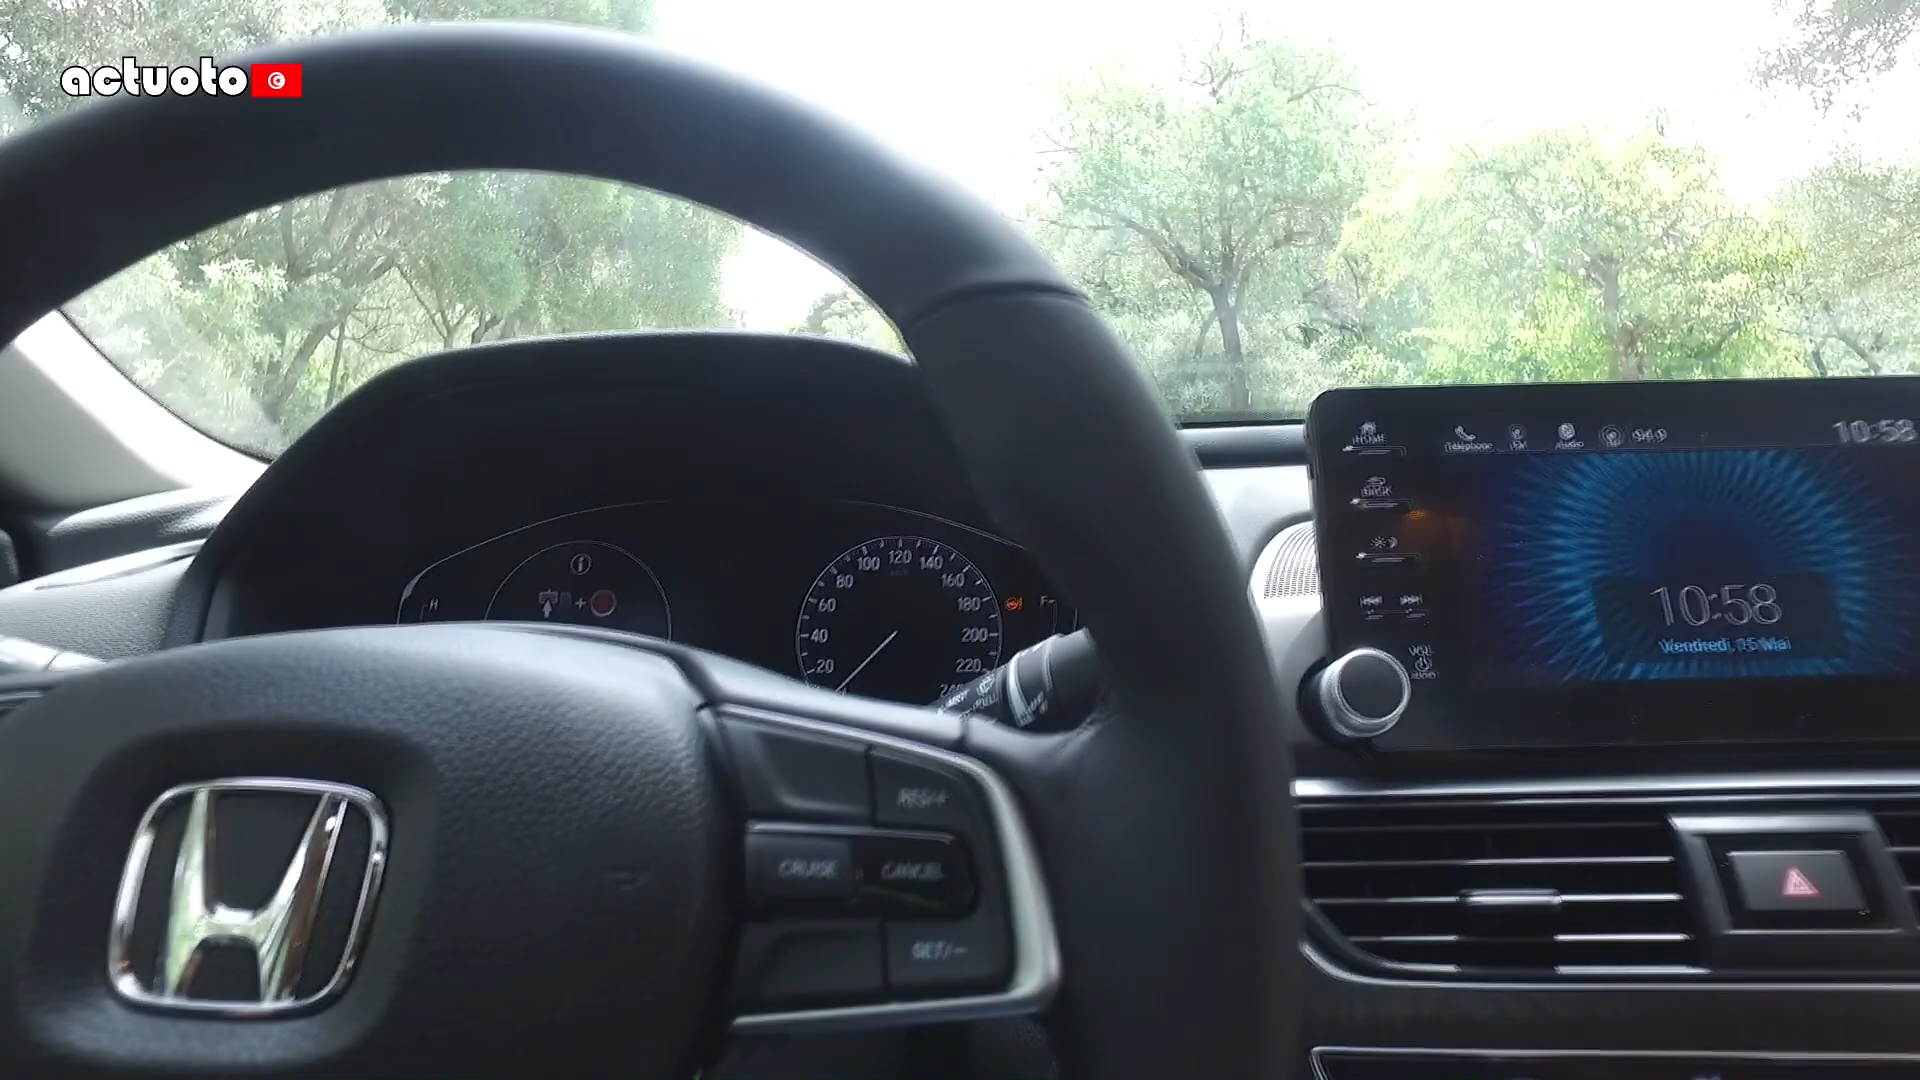 actuoto
10:58
Téléphone
Audio
BACK
10:58
Vendredi, 15 Mai
VOL
AUDIO
H
20
40
60
80
100
120
140
160
180
200
220
RES/+
CRUISE
CANCEL
SET/−